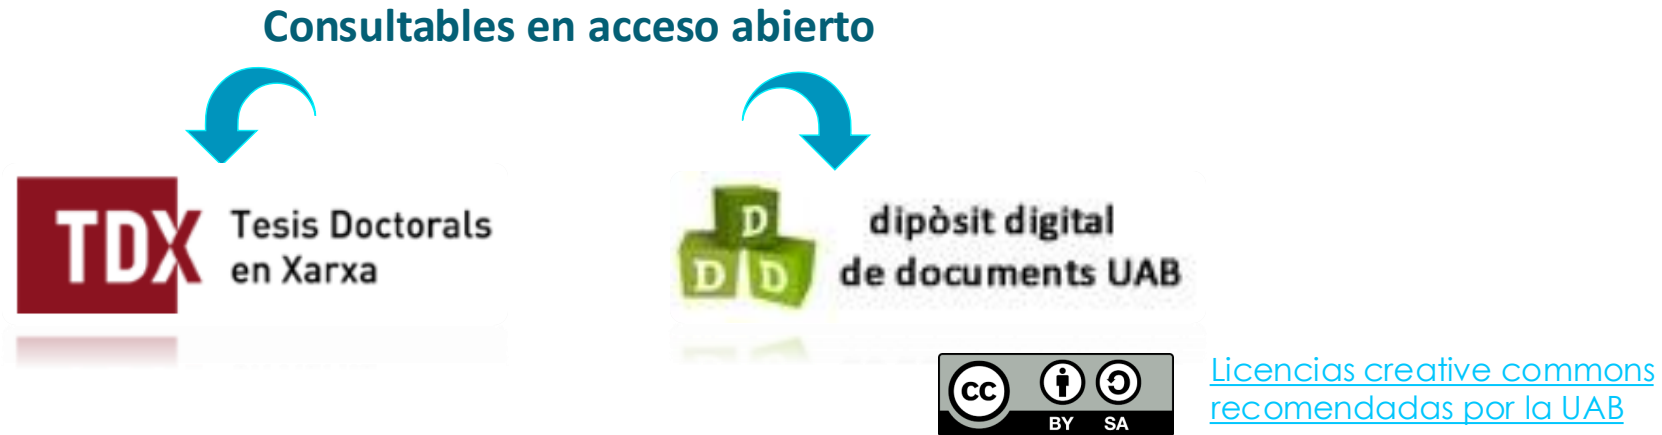 Consultables en acceso abierto
TDX
Tesis Doctorals
en Xarxa
D
D D
dipòsit digital
de documents UAB
cc
BY SA
Licencias creative commons
recomendadas por la UAB